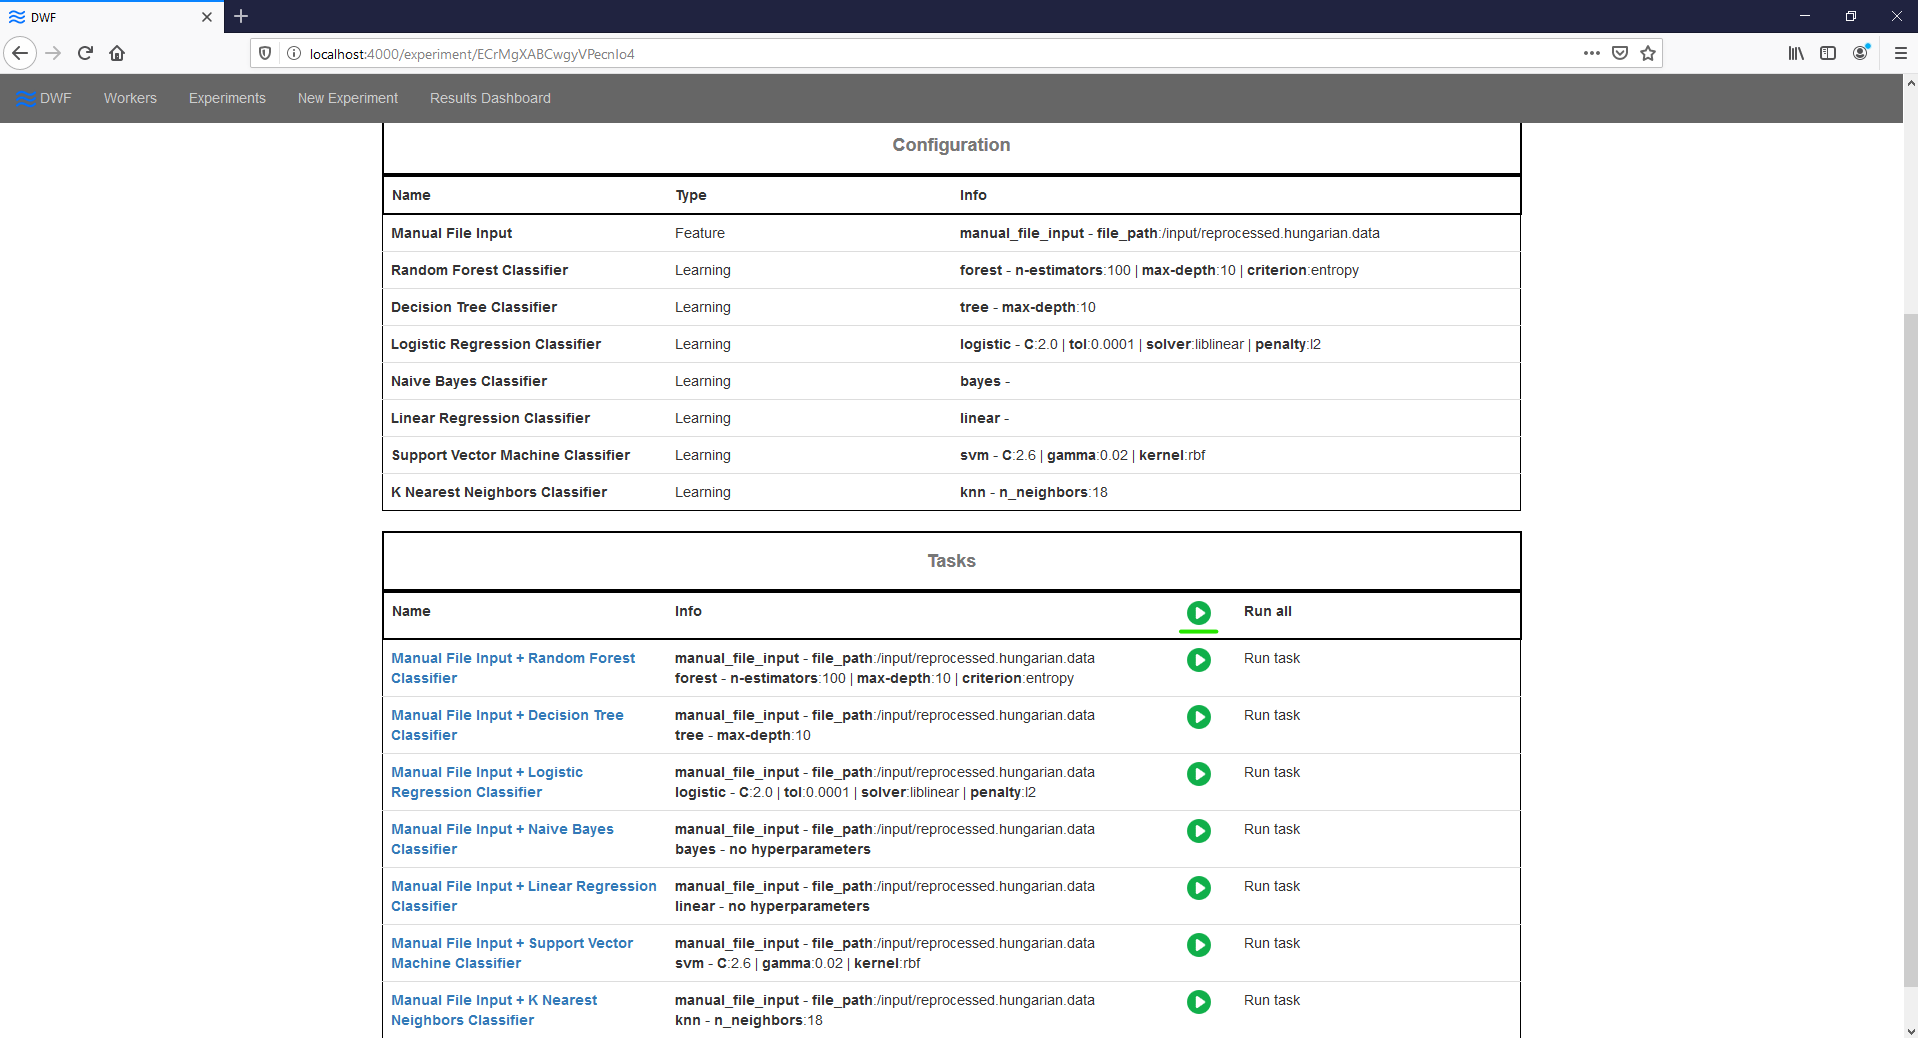 DWF
localhost:4000/experiment/ECrMgXABCwgyVPecnIo4
DWF Workers Experiments New Experiment Results Dashboard
Configuration
Name Type Info
Manual File Input Feature manual_file_input - file_path:/input/reprocessed.hungarian.data
Random Forest Classifier Learning forest - n-estimators:100 | max-depth:10 | criterion:entropy
Decision Tree Classifier Learning tree - max-depth:10
Logistic Regression Classifier Learning logistic - C:2.0 | tol:0.0001 | solver:liblinear | penalty:l2
Naive Bayes Classifier Learning bayes -
Linear Regression Classifier Learning linear -
Support Vector Machine Classifier Learning svm - C:2.6 | gamma:0.02 | kernel:rbf
K Nearest Neighbors Classifier Learning knn - n_neighbors:18
Tasks
Name Info Run all
Manual File Input + Random Forest manual_file_input - file_path:/input/reprocessed.hungarian.data Run task
Classifier forest - n-estimators:100 | max-depth:10 | criterion:entropy
Manual File Input + Decision Tree manual_file_input - file_path:/input/reprocessed.hungarian.data Run task
Classifier tree - max-depth:10
Manual File Input + Logistic manual_file_input - file_path:/input/reprocessed.hungarian.data Run task
Regression Classifier logistic - C:2.0 | tol:0.0001 | solver:liblinear | penalty:l2
Manual File Input + Naive Bayes manual_file_input - file_path:/input/reprocessed.hungarian.data Run task
Classifier bayes - no hyperparameters
Manual File Input + Linear Regression manual_file_input - file_path:/input/reprocessed.hungarian.data Run task
Classifier linear - no hyperparameters
Manual File Input + Support Vector manual_file_input - file_path:/input/reprocessed.hungarian.data Run task
Machine Classifier svm - C:2.6 | gamma:0.02 | kernel:rbf
Manual File Input + K Nearest manual_file_input - file_path:/input/reprocessed.hungarian.data Run task
Neighbors Classifier knn - n_neighbors:18